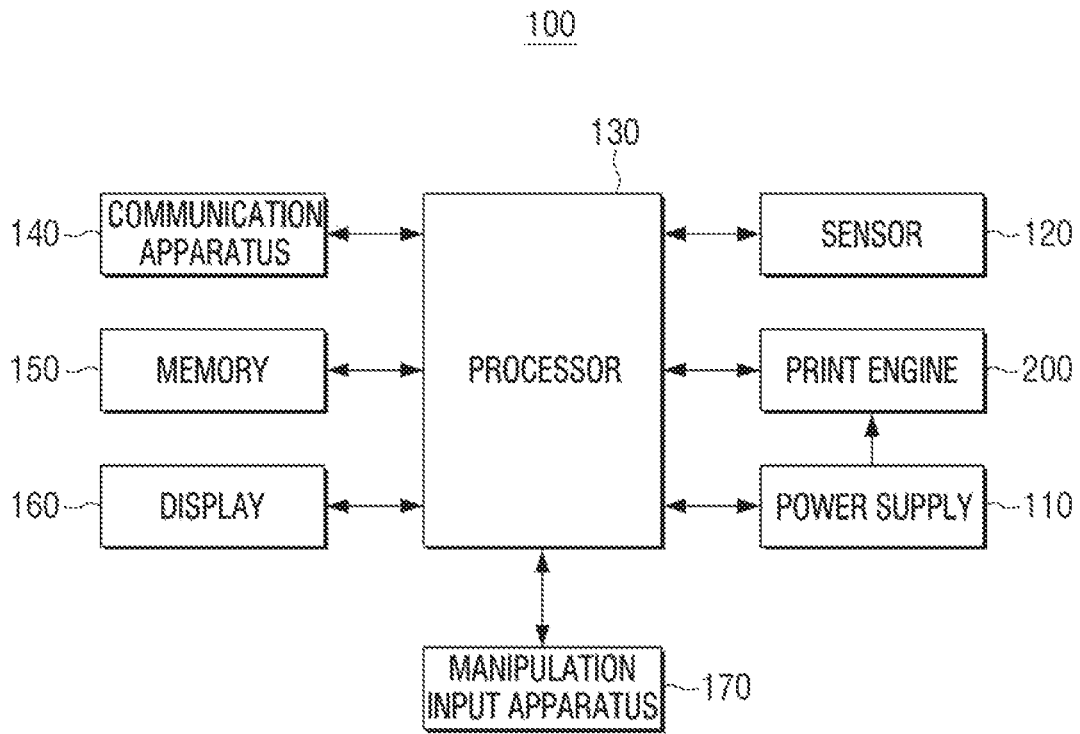 100
130
140
COMMUNICATION
APPARATUS
SENSOR
120
150
MEMORY
PROCESSOR
PRINT ENGINE
200
160
DISPLAY
POWER SUPPLY
110
MANIPULATION
INPUT APPARATUS
170